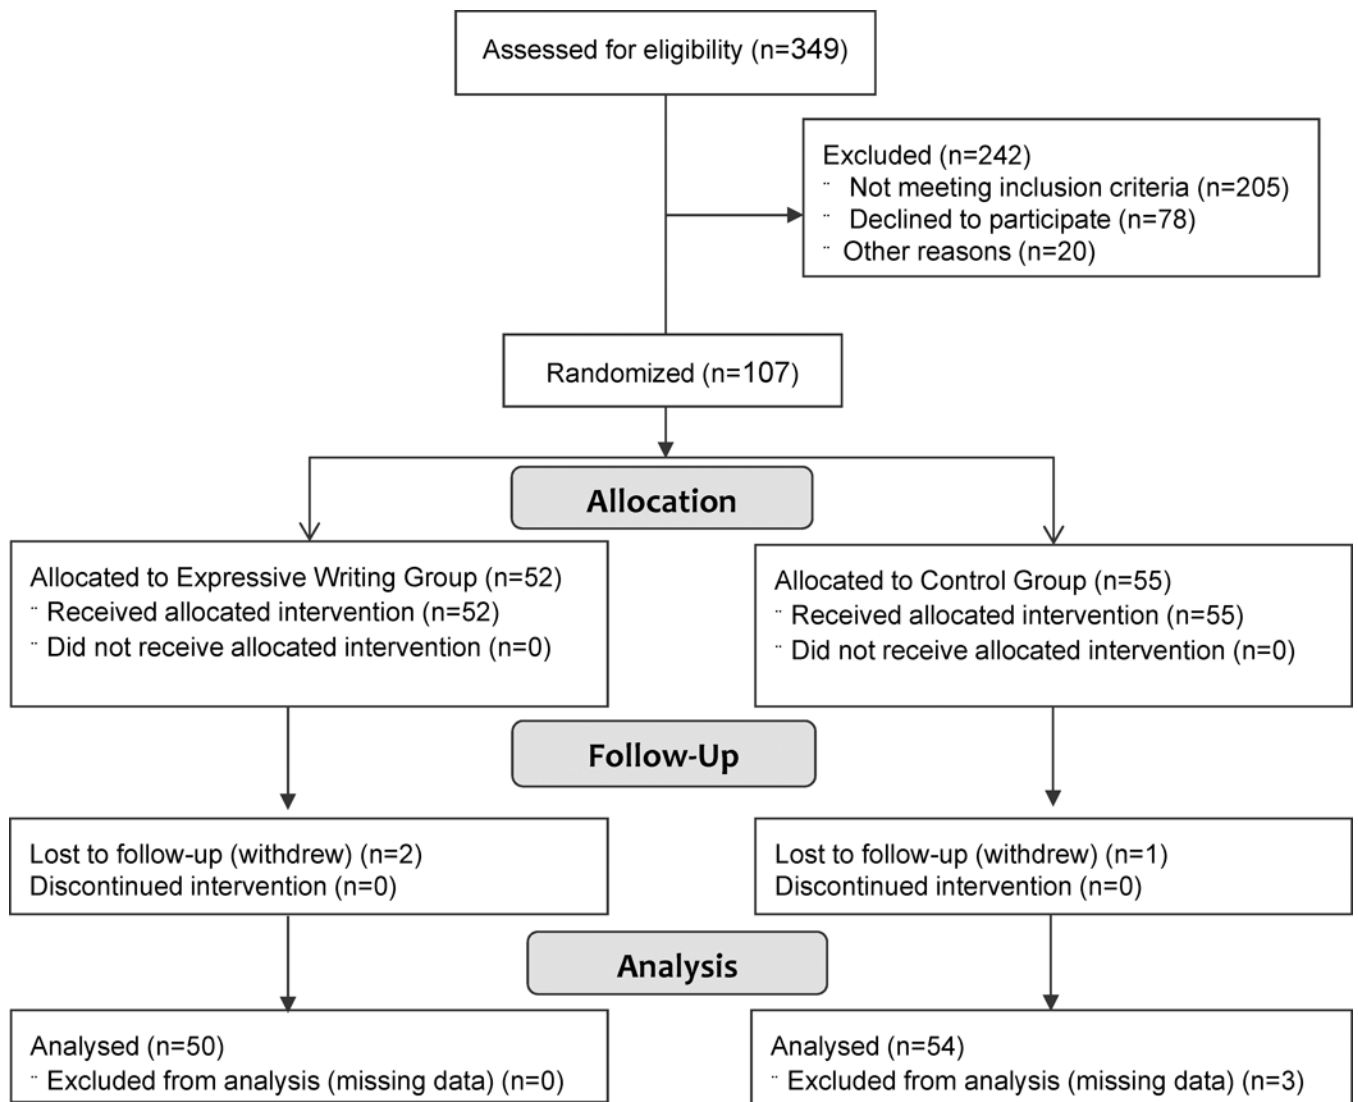 Assessed for eligibility (n=349)
Excluded (n=242)
¨ Not meeting inclusion criteria (n=205)
¨ Declined to participate (n=78)
¨ Other reasons (n=20)
Randomized (n=107)
Allocation
Allocated to Expressive Writing Group (n=52)
¨ Received allocated intervention (n=52)
¨ Did not receive allocated intervention (n=0)
Allocated to Control Group (n=55)
¨ Received allocated intervention (n=55)
¨ Did not receive allocated intervention (n=0)
Follow-Up
Lost to follow-up (withdrew) (n=2)
Discontinued intervention (n=0)
Lost to follow-up (withdrew) (n=1)
Discontinued intervention (n=0)
Analysis
Analysed (n=50)
¨ Excluded from analysis (missing data) (n=0)
Analysed (n=54)
¨ Excluded from analysis (missing data) (n=3)